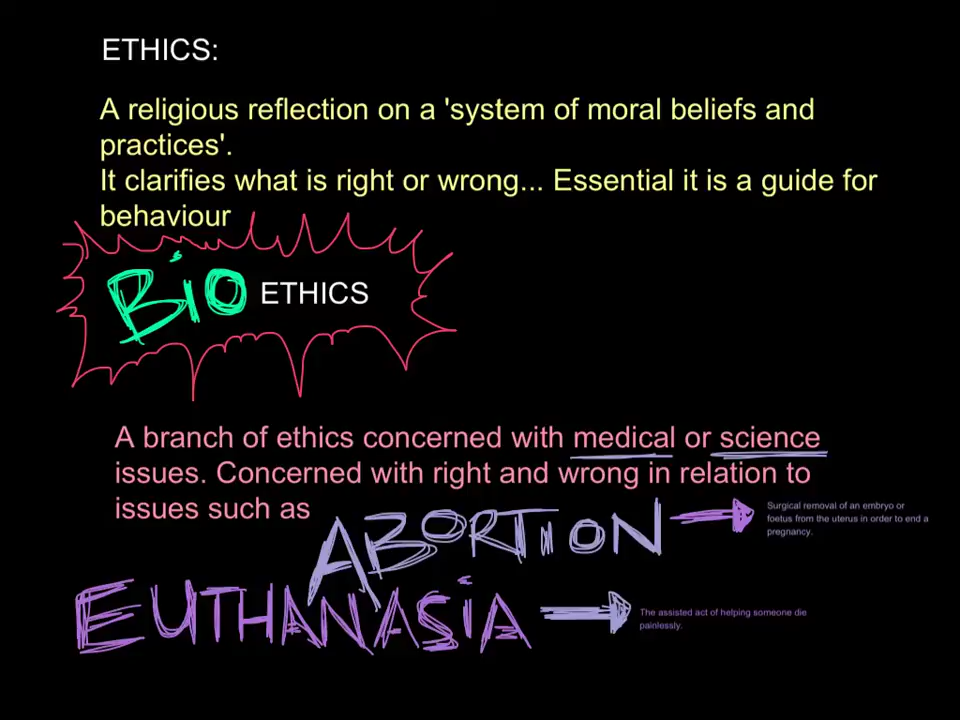 ETHICS:
A religious reflection on a 'system of moral beliefs and
practices'.
It clarifies what is right or wrong... Essential it is a guide for
behaviour
BiO ETHICS
A branch of ethics concerned with medical or science
issues. Concerned with right and wrong in relation to
issues such as
ABORTiON
Surgical removal of an embryo or
foetus from the uterus in order to end a
pregnancy.
EUTHANASiA
The assisted act of helping someone die
painlessly.